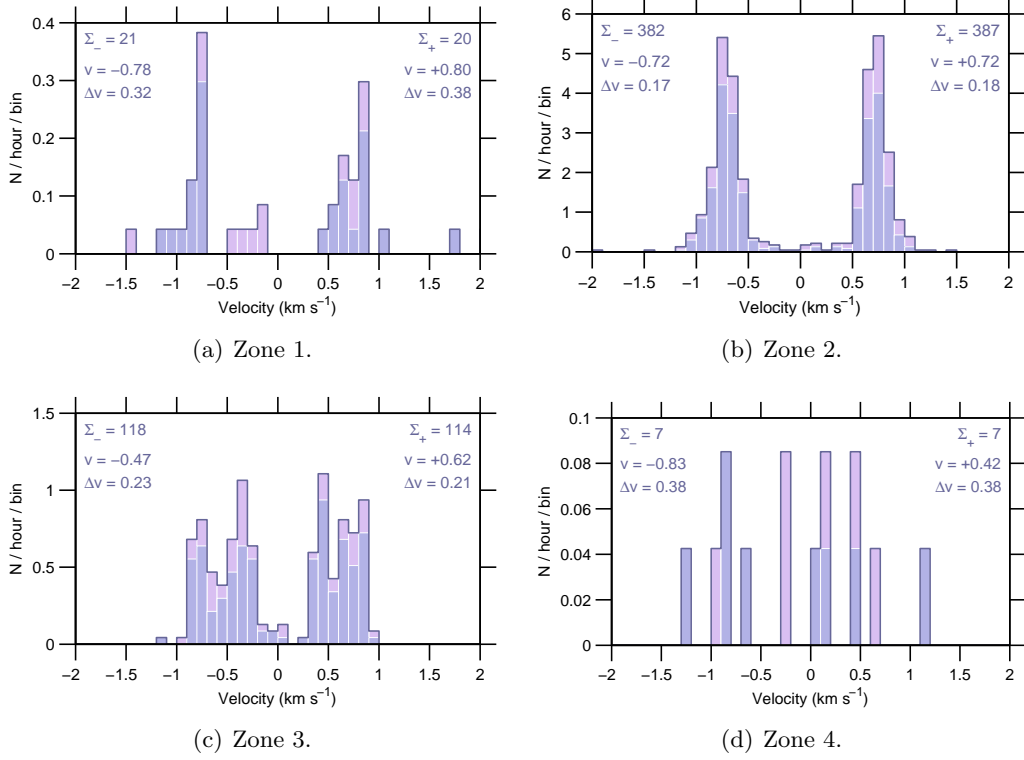 0.4
0.3
0.2
0.1
0
N / hour / bin
Σ− = 21
v = −0.78
Δv = 0.32
Σ+ = 20
v = +0.80
Δv = 0.38
−2 −1.5 −1 −0.5 0 0.5 1 1.5 2
Velocity (km s−1)
(a) Zone 1.
6
5
4
3
2
1
0
N / hour / bin
Σ− = 382
v = −0.72
Δv = 0.17
Σ+ = 387
v = +0.72
Δv = 0.18
−2 −1.5 −1 −0.5 0 0.5 1 1.5 2
Velocity (km s−1)
(b) Zone 2.
1.5
1
0.5
0
N / hour / bin
Σ− = 118
v = −0.47
Δv = 0.23
Σ+ = 114
v = +0.62
Δv = 0.21
−2 −1.5 −1 −0.5 0 0.5 1 1.5 2
Velocity (km s−1)
(c) Zone 3.
0.1
0.08
0.06
0.04
0.02
0
N / hour / bin
Σ− = 7
v = −0.83
Δv = 0.38
Σ+ = 7
v = +0.42
Δv = 0.38
−2 −1.5 −1 −0.5 0 0.5 1 1.5 2
Velocity (km s−1)
(d) Zone 4.